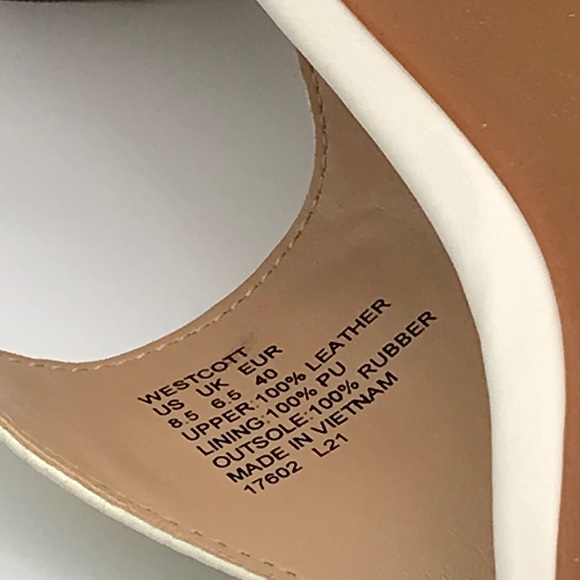 WESTCOTT
US UK EUR
8.5 6.5 40
UPPER:100% LEATHER
LINING:100% PU
OUTSOLE:100% RUBBER
MADE IN VIETNAM
17602 L21